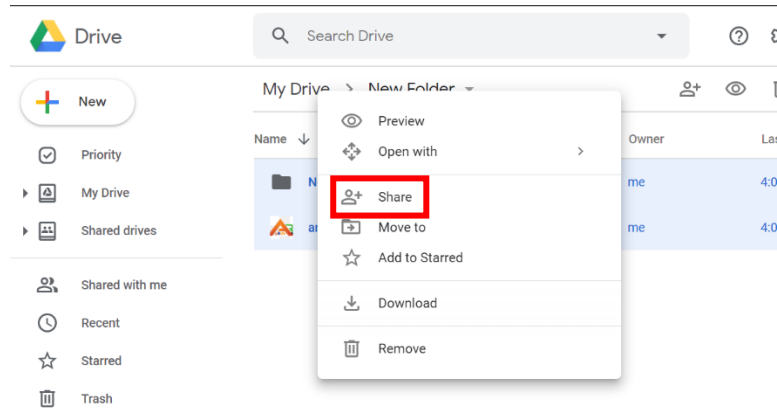 Drive
Search Drive
New
My Drive > New Folder
Name
Owner
Las
Priority
My Drive
Shared drives
Shared with me
Recent
Starred
Trash
N
me
4:0
ar
me
4:0
Preview
Open with
Share
Move to
Add to Starred
Download
Remove